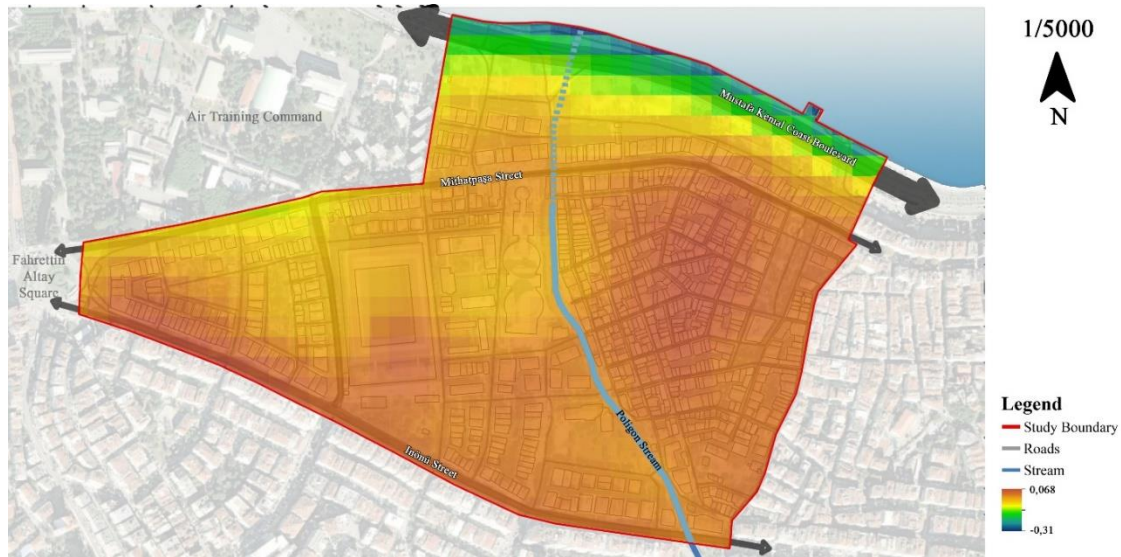 1/5000
N
Air Training Command
Mustafa Kemal Coast Boulevard
Mithatpaşa Street
Fahrettin
Altay
Square
Poligon Stream
İnönü Street
Legend
Study Boundary
Roads
Stream
0,068
-0,31